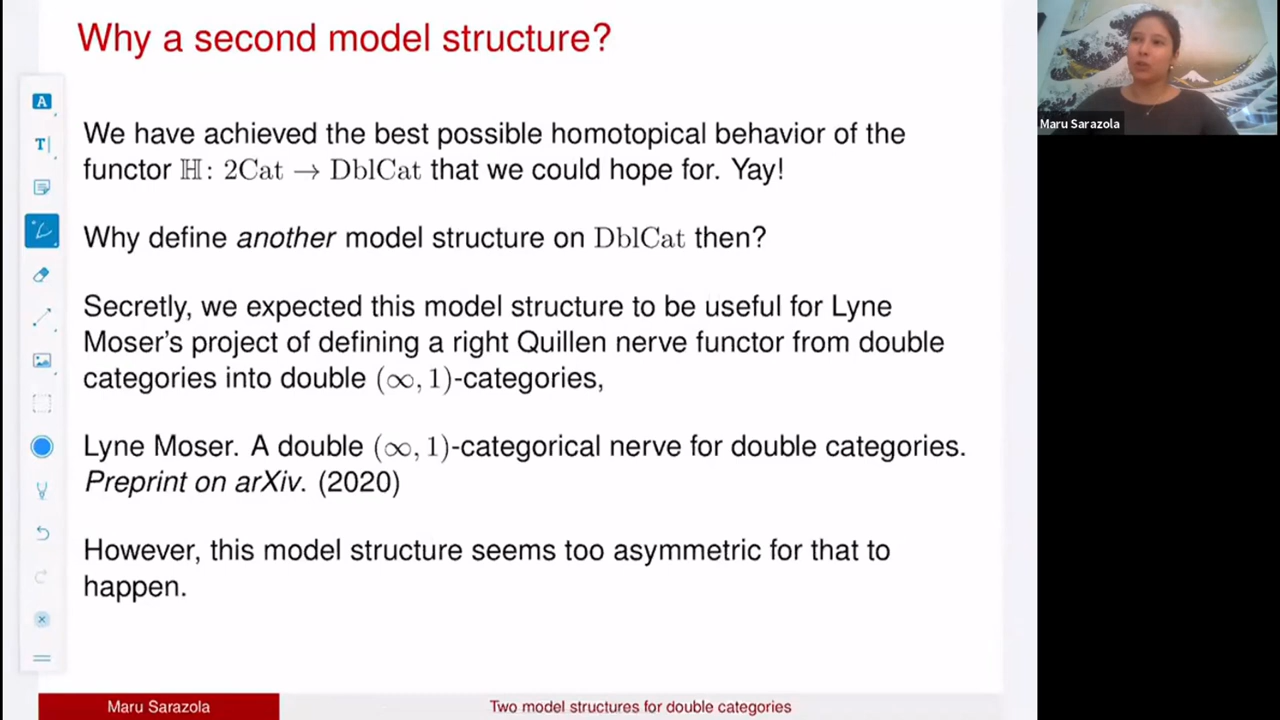 Why a second model structure?
We have achieved the best possible homotopical behavior of the
functor ℍ: 2Cat → DblCat that we could hope for. Yay!
Why define another model structure on DblCat then?
Secretly, we expected this model structure to be useful for Lyne
Moser's project of defining a right Quillen nerve functor from double
categories into double (∞, 1)-categories,
Lyne Moser. A double (∞, 1)-categorical nerve for double categories.
Preprint on arXiv. (2020)
However, this model structure seems too asymmetric for that to
happen.
Maru Sarazola
Two model structures for double categories
Maru Sarazola
A
T